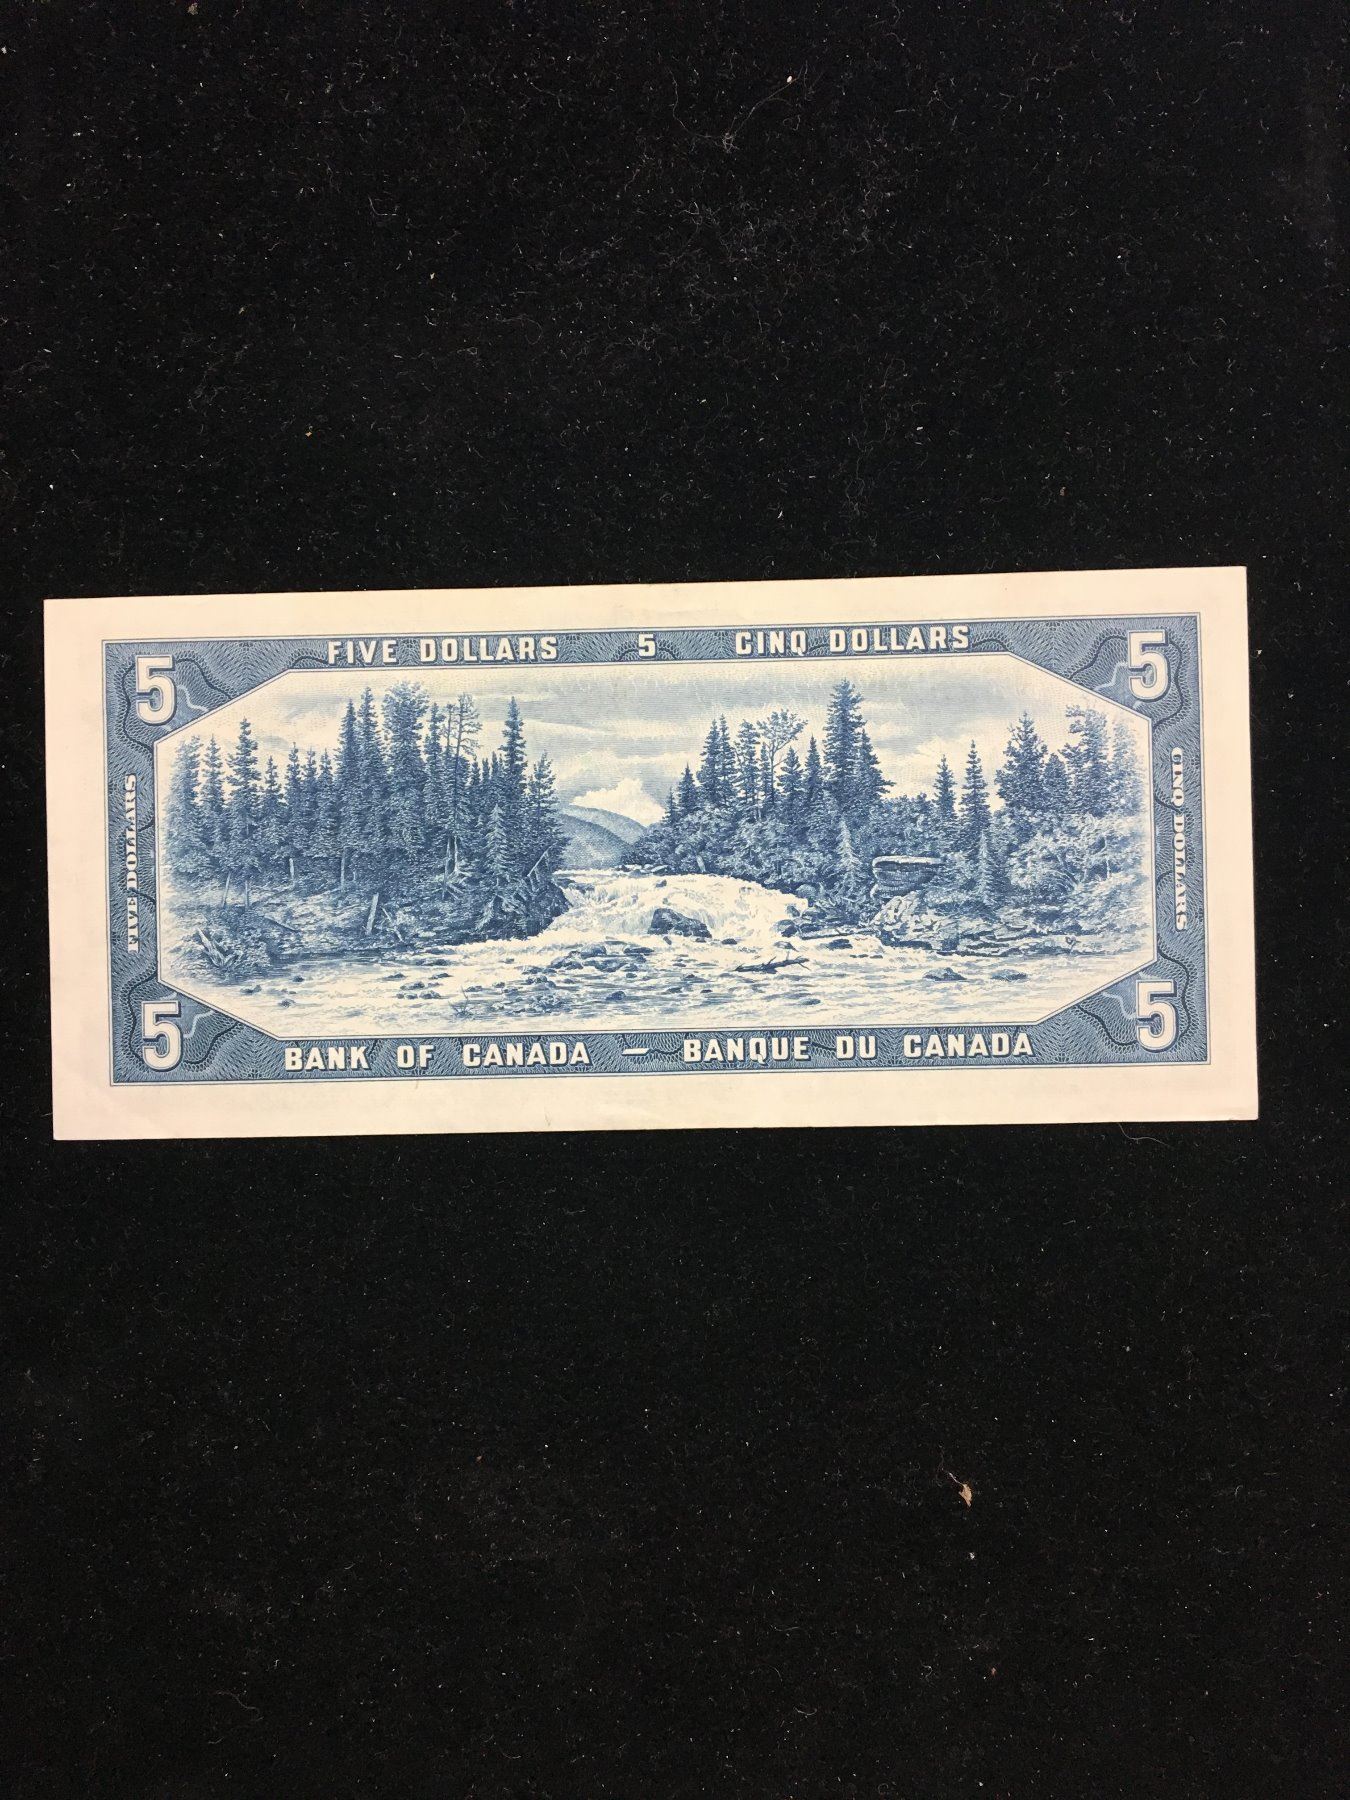 FIVE DOLLARS 5 CINQ DOLLARS
5 5
FIVE DOLLARS
CINQ DOLLARS
5 5
BANK OF CANADA — BANQUE DU CANADA